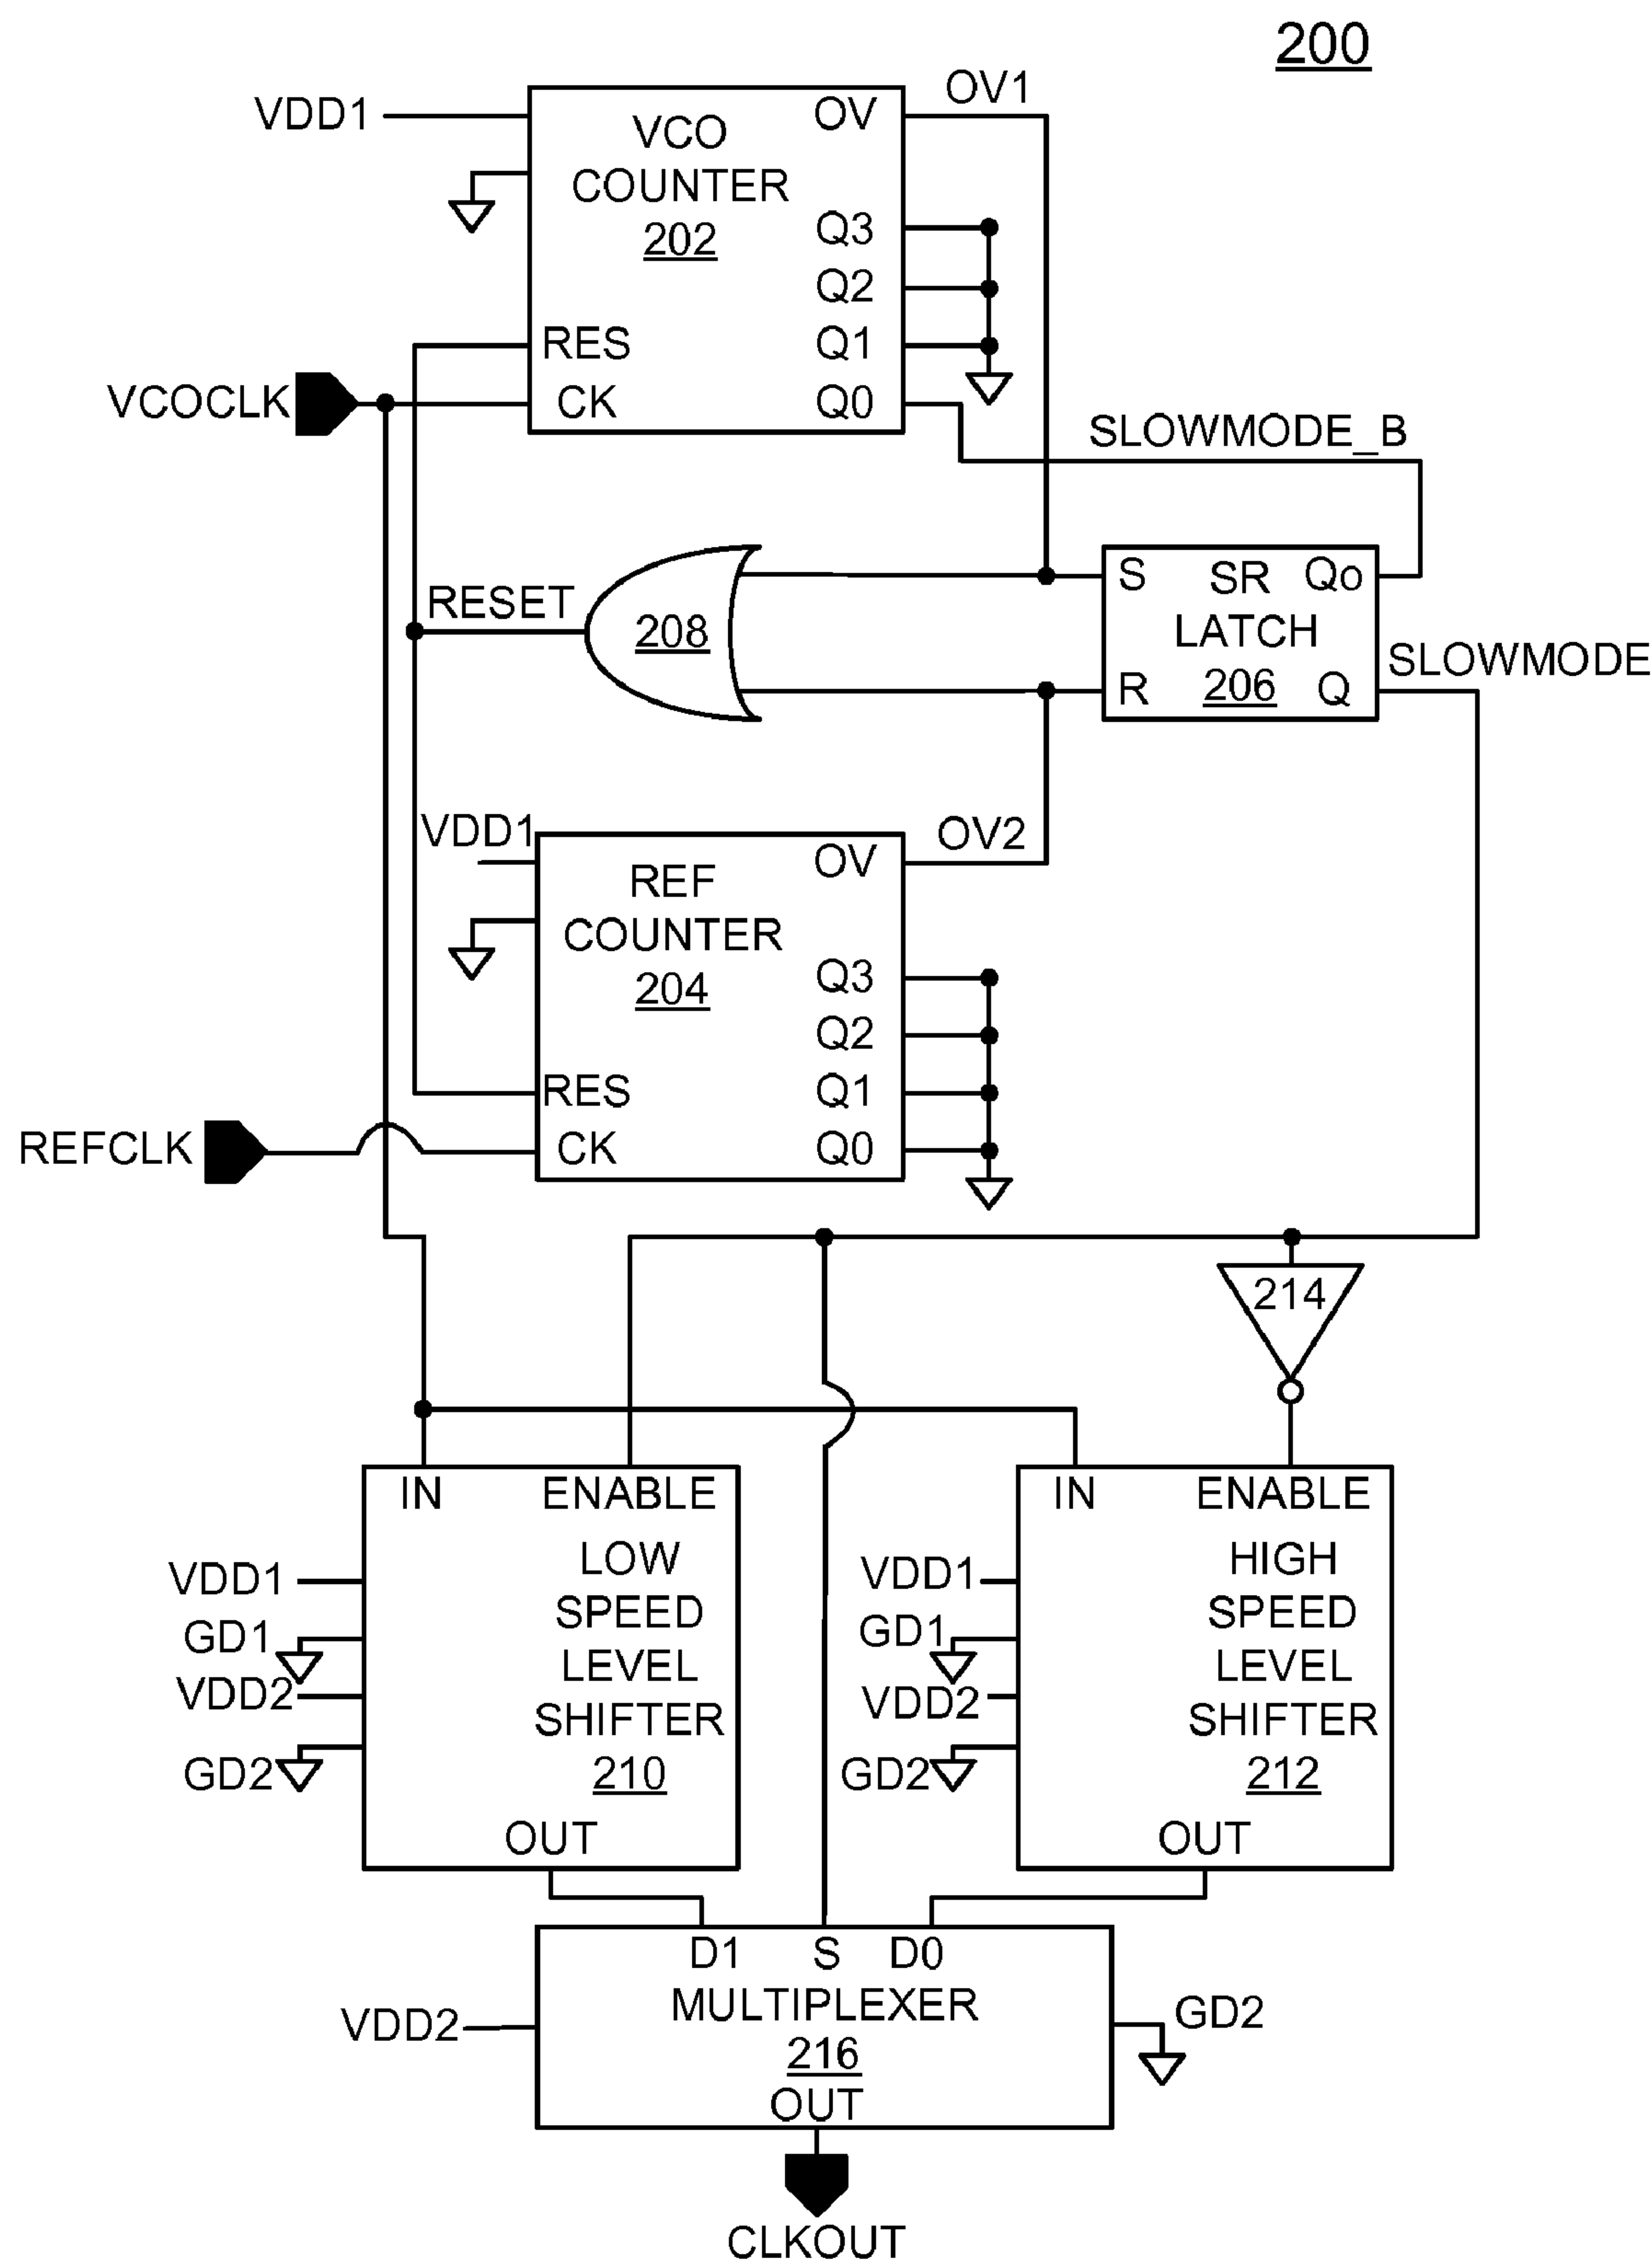 200
VDD1
OV1
VCO
COUNTER
202
OV
Q3
Q2
Q1
Q0
RES
CK
VCOCLK
SLOWMODE_B
RESET
208
S
R
SR
LATCH
206
Qo
Q
SLOWMODE
VDD1
OV2
REF
COUNTER
204
OV
Q3
Q2
Q1
Q0
RES
CK
REFCLK
214
IN
ENABLE
LOW
SPEED
LEVEL
SHIFTER
210
OUT
VDD1
GD1
VDD2
GD2
IN
ENABLE
HIGH
SPEED
LEVEL
SHIFTER
212
OUT
VDD1
GD1
VDD2
GD2
D1
S
D0
MULTIPLEXER
216
OUT
VDD2
GD2
CLKOUT